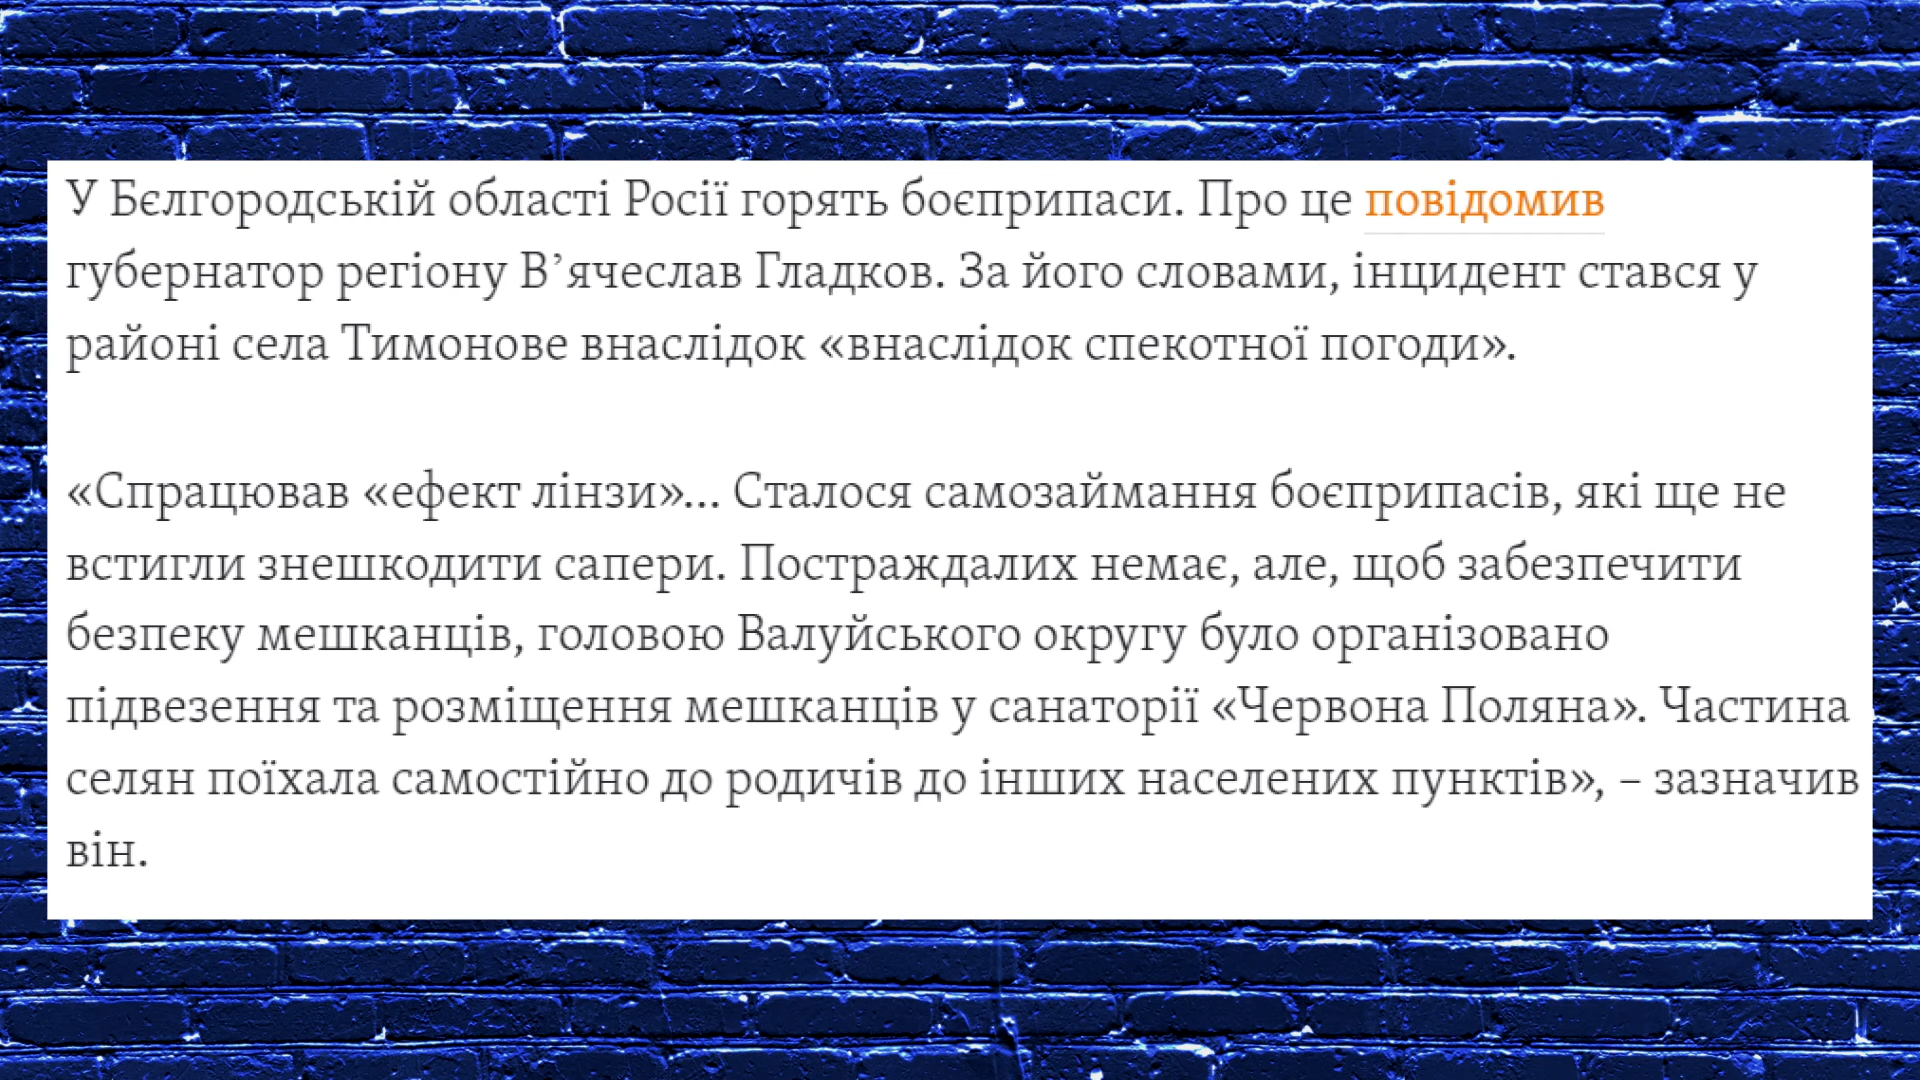 У Бєлгородській області Росії горять боєприпаси. Про це повідомив
губернатор регіону В’ячеслав Гладков. За його словами, інцидент стався у
районі села Тимонове внаслідок «внаслідок спекотної погоди».
«Спрацював «ефект лінзи»... Сталося самозаймання боєприпасів, які ще не
встигли знешкодити сапери. Постраждалих немає, але, щоб забезпечити
безпеку мешканців, головою Валуйського округу було організовано
підвезення та розміщення мешканців у санаторії «Червона Поляна». Частина
селян поїхала самостійно до родичів до інших населених пунктів», – зазначив
він.